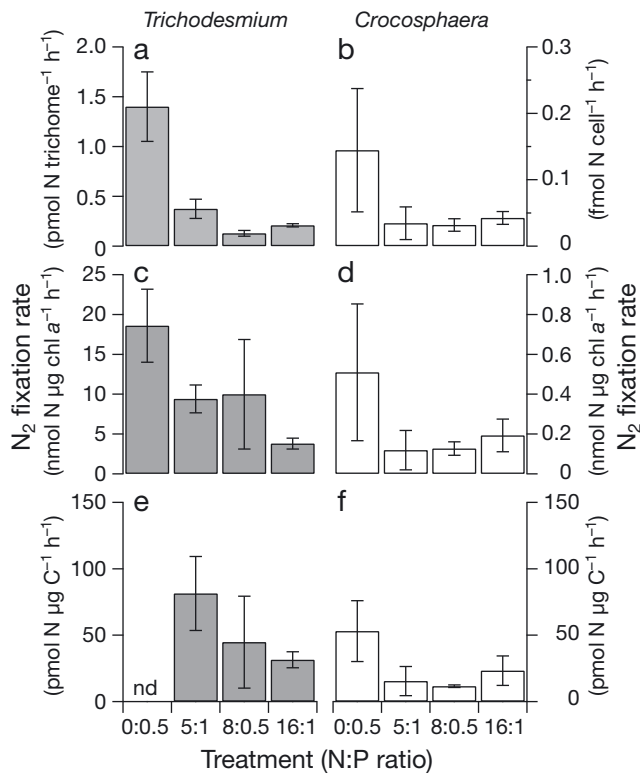 Trichodesmium Crocosphaera
a b
2.0
1.5
1.0
0.5
0
(pmol N trichome⁻¹ h⁻¹)
0.3
0.2
0.1
0
(fmol N cell⁻¹ h⁻¹)
c d
25
20
15
10
5
0
N₂ fixation rate
(nmol N µg chl a⁻¹ h⁻¹)
1.0
0.8
0.6
0.4
0.2
0
(nmol N µg chl a⁻¹ h⁻¹)
N₂ fixation rate
e f
150
100
50
0
(pmol N µg C⁻¹ h⁻¹)
nd
150
100
50
0
(pmol N µg C⁻¹ h⁻¹)
0:0.5 5:1 8:0.5 16:1 0:0.5 5:1 8:0.5 16:1
Treatment (N:P ratio)